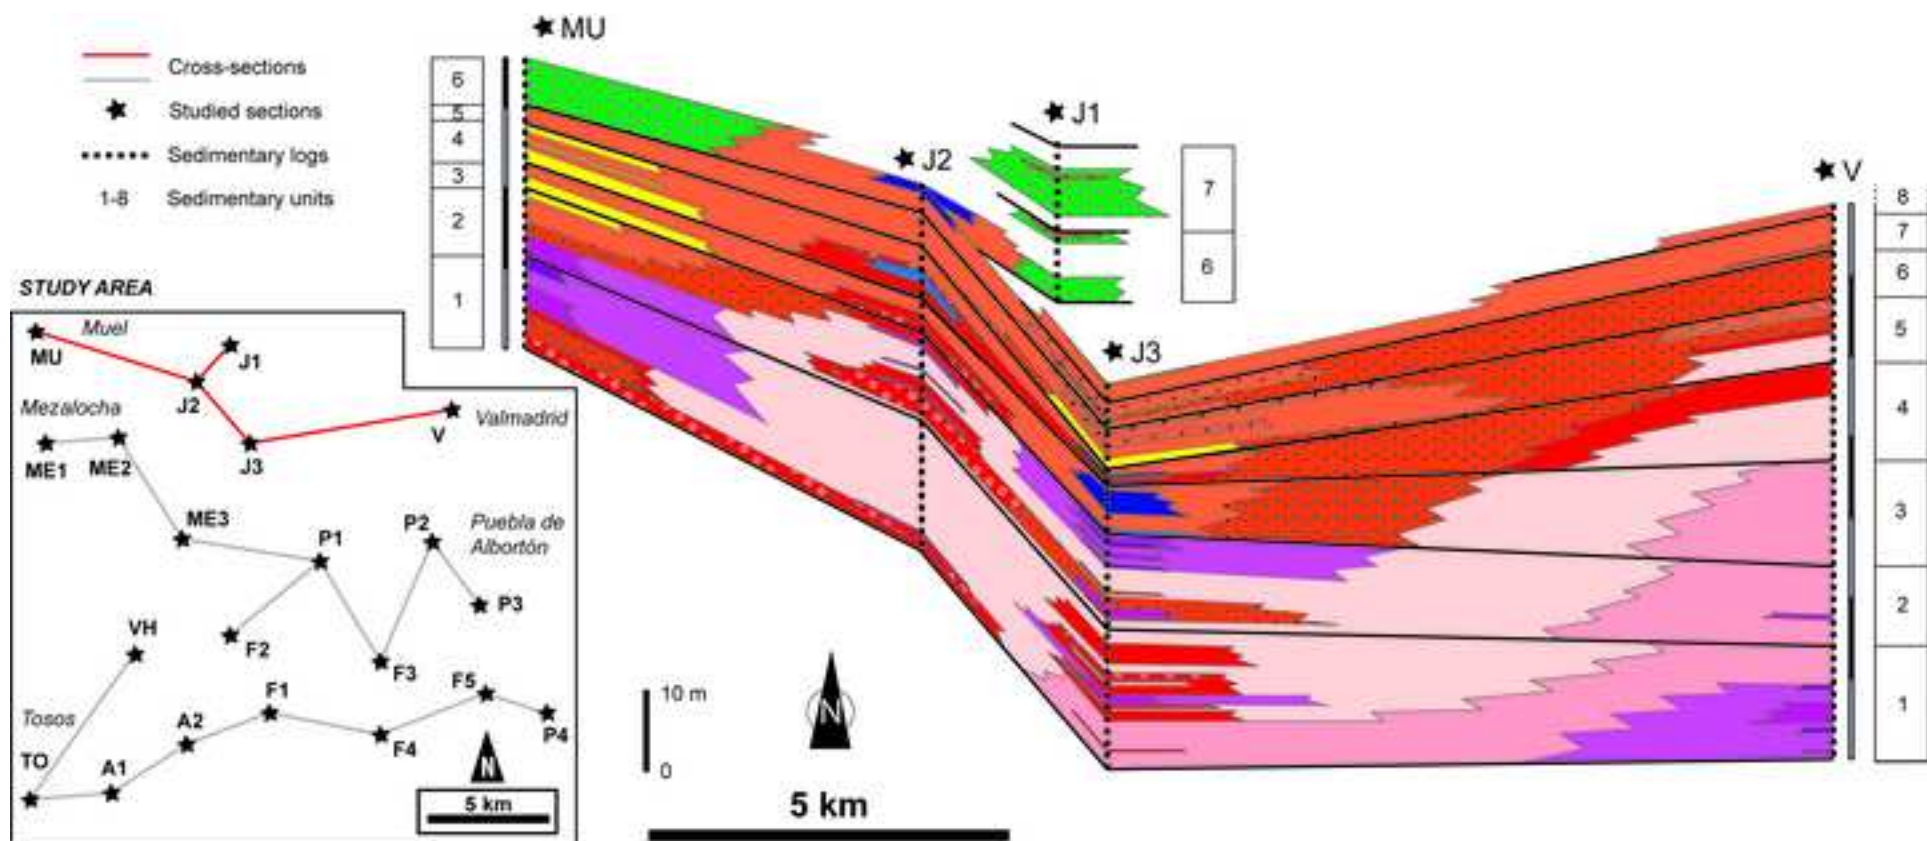 Cross-sections
Studied sections
Sedimentary logs
1-8 Sedimentary units
MU
6
5
4
3
2
1
J2
J1
7
6
J3
V
8
7
6
5
4
3
2
1
STUDY AREA
Muel
MU
J1
J2
Mezalocha
V
Valmadrid
ME1
ME2
J3
ME3
P1
P2
Puebla de
Albortón
P3
VH
F2
F3
F5
F1
Tosos
A2
F4
P4
TO
A1
N
5 km
10 m
0
N
5 km